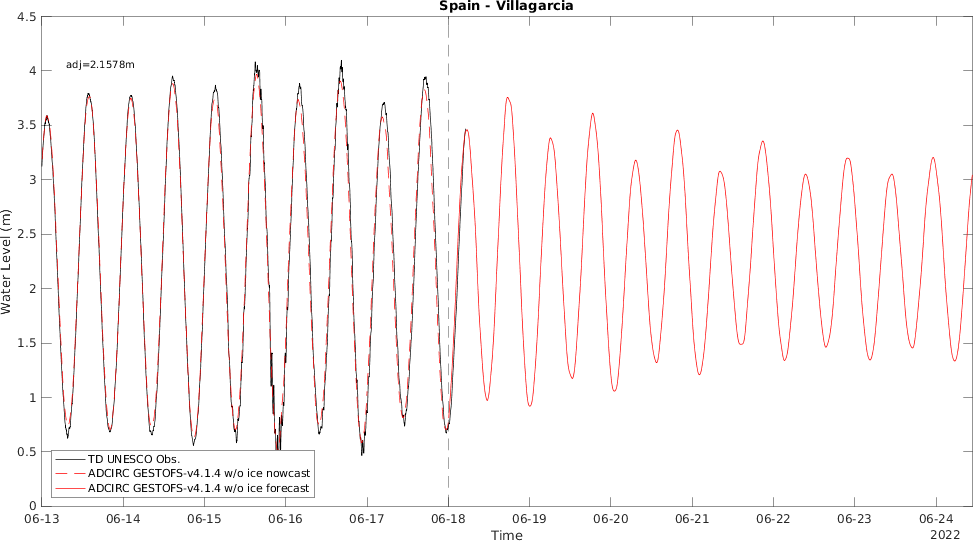 Spain - Villagarcia
4.5
adj=2.1578m
4
3.5
3
2.5
2
1.5
1
0.5
0
Water Level (m)
TD UNESCO Obs.
ADCIRC GESTOFS-v4.1.4 w/o ice nowcast
ADCIRC GESTOFS-v4.1.4 w/o ice forecast
06-13 06-14 06-15 06-16 06-17 06-18 06-19 06-20 06-21 06-22 06-23 06-24
2022
Time